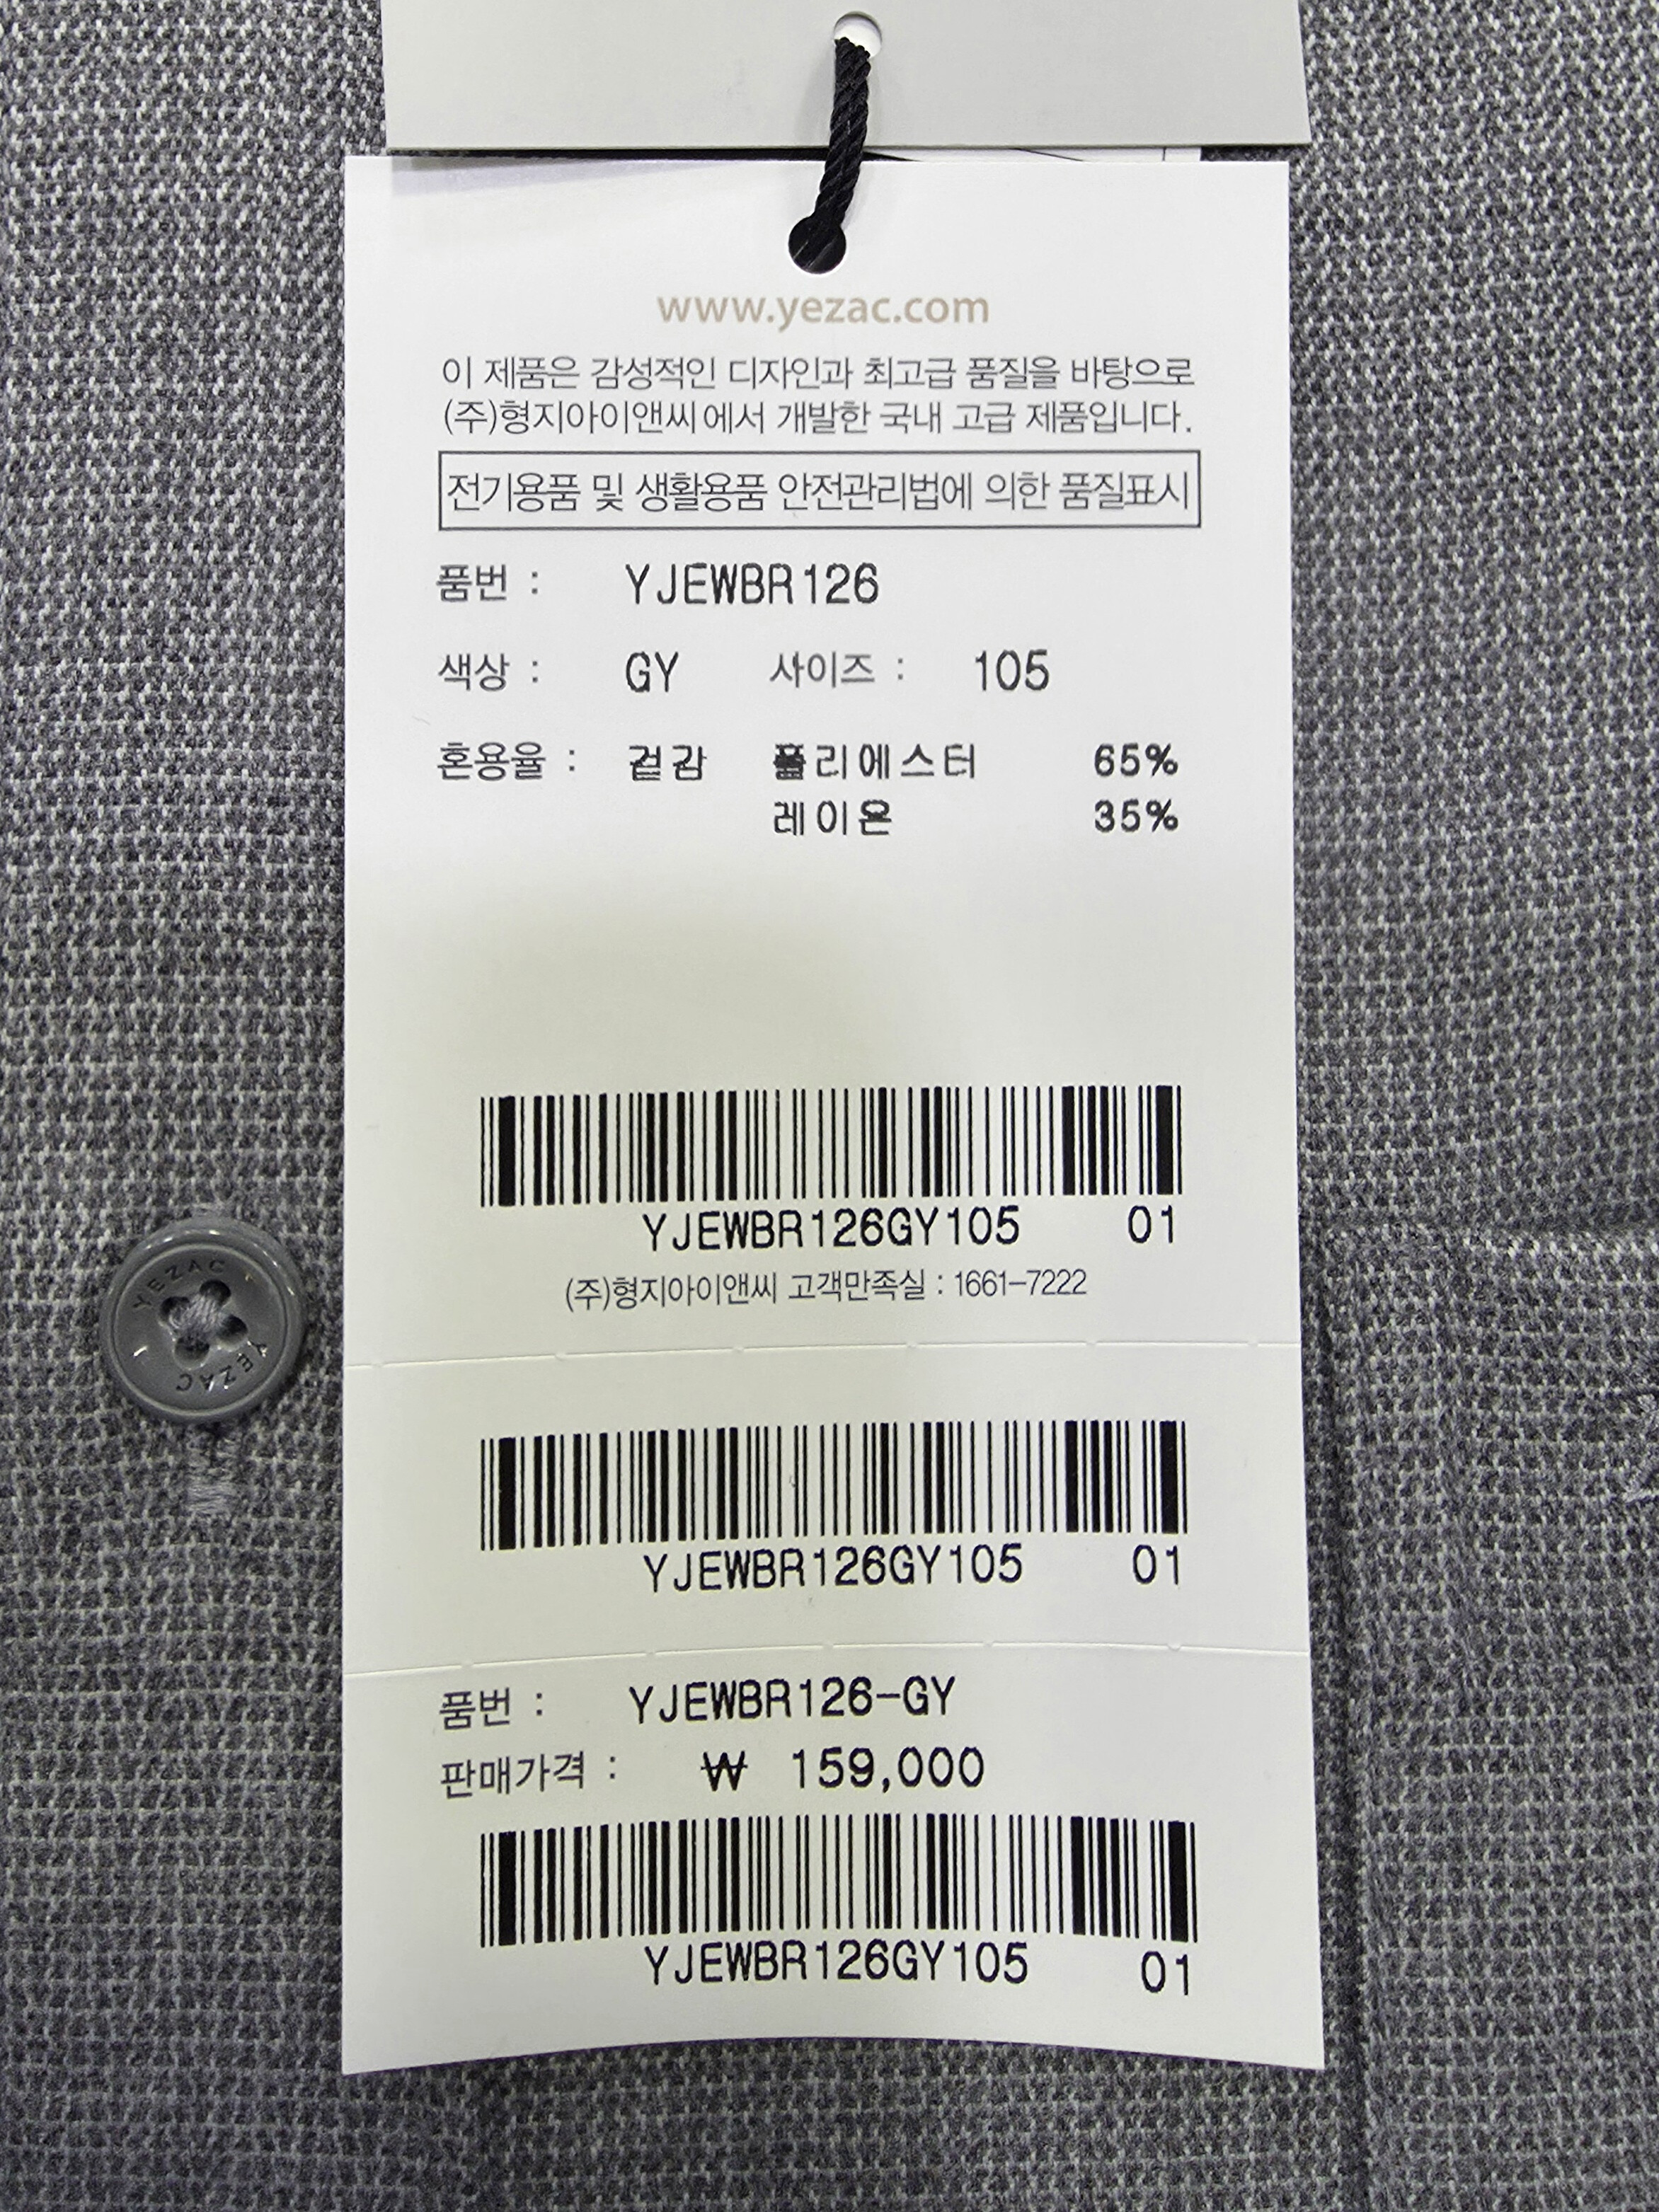 www.yezac.com
이 제품은 감성적인 디자인과 최고급 품질을 바탕으로
(주)형지아이앤씨에서 개발한 국내 고급 제품입니다.
전기용품 및 생활용품 안전관리법에 의한 품질표시
품번 : YJEWBR126
색상 : GY 사이즈 : 105
혼용율 : 겉감 폴리에스터 65%
레이온 35%
YJEWBR126GY105 01
(주)형지아이앤씨 고객만족실 : 1661-7222
YEZAC
YEZAC
YJEWBR126GY105 01
품번 : YJEWBR126-GY
판매가격 : ₩ 159,000
YJEWBR126GY105 01